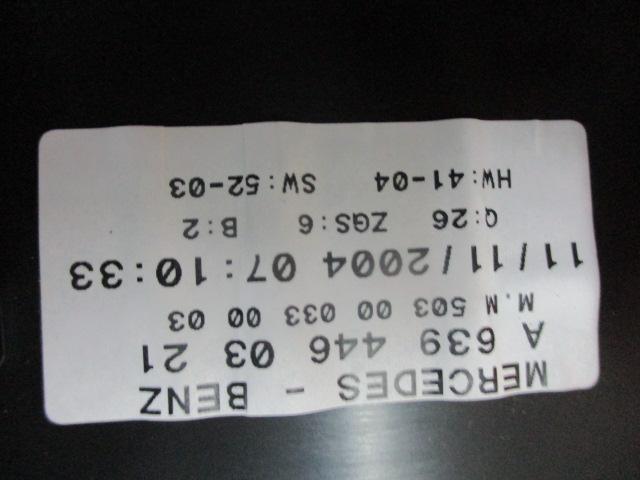 MERCEDES - BENZ
A 639 446 03 21
M.M 503 00 033 00 03
11/11/2004 07:10:33
Q:26 ZGS:6 B:2
HW:41-04 SW:52-03